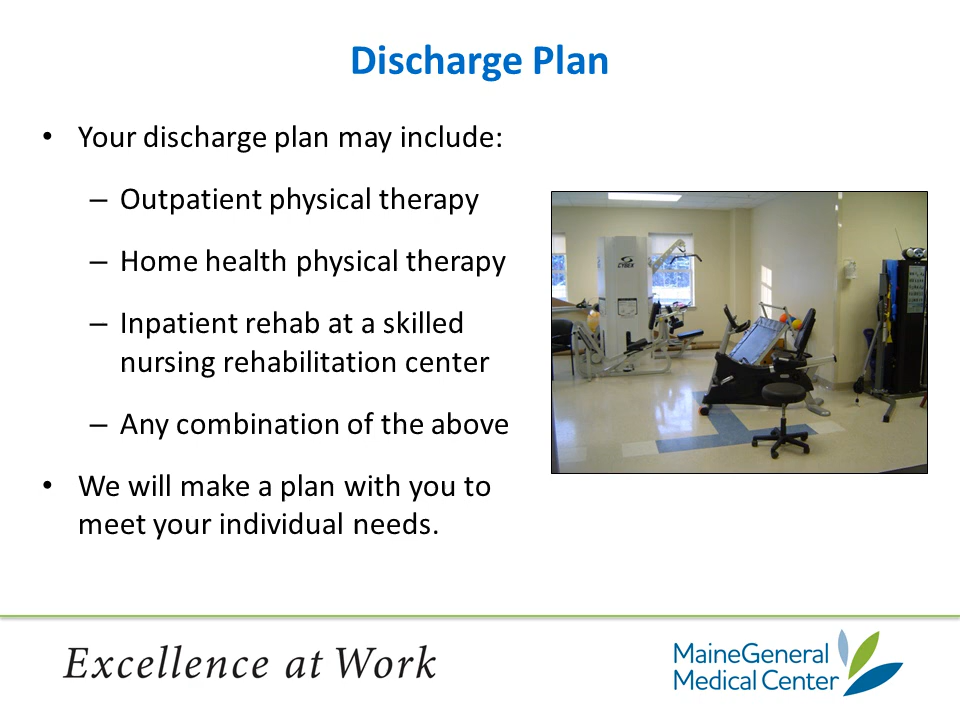 Discharge Plan
• Your discharge plan may include:
– Outpatient physical therapy
– Home health physical therapy
– Inpatient rehab at a skilled
nursing rehabilitation center
– Any combination of the above
• We will make a plan with you to
meet your individual needs.
CYBEX
Excellence at Work
MaineGeneral
Medical Center